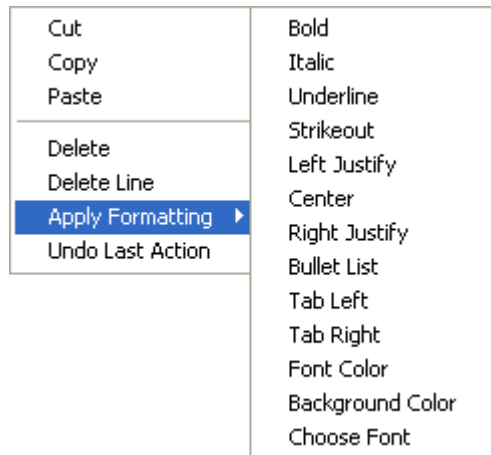 Cut
Copy
Paste
Delete
Delete Line
Apply Formatting
Undo Last Action
Bold
Italic
Underline
Strikeout
Left Justify
Center
Right Justify
Bullet List
Tab Left
Tab Right
Font Color
Background Color
Choose Font